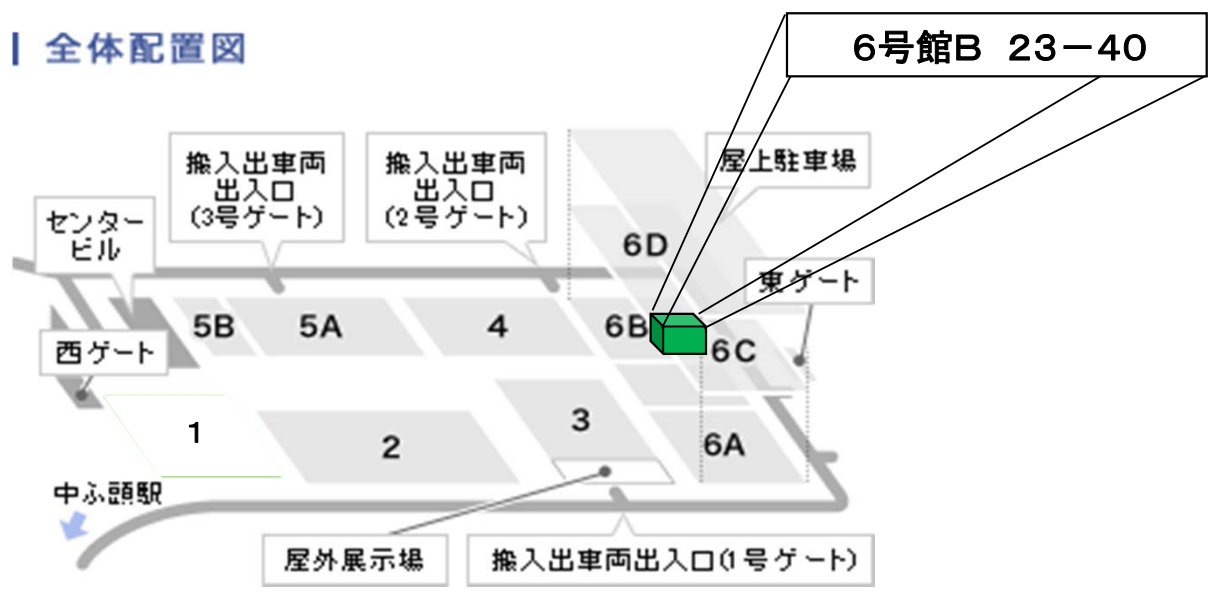 全体配置図
6号館B 23−40
搬入出車両
出入口
(3号ゲート)
搬入出車両
出入口
(2号ゲート)
屋上駐車場
センター
ビル
6D
東ゲート
5B
5A
4
6B
6C
西ゲート
1
2
3
6A
中ふ頭駅
屋外展示場
搬入出車両出入口(1号ゲート)